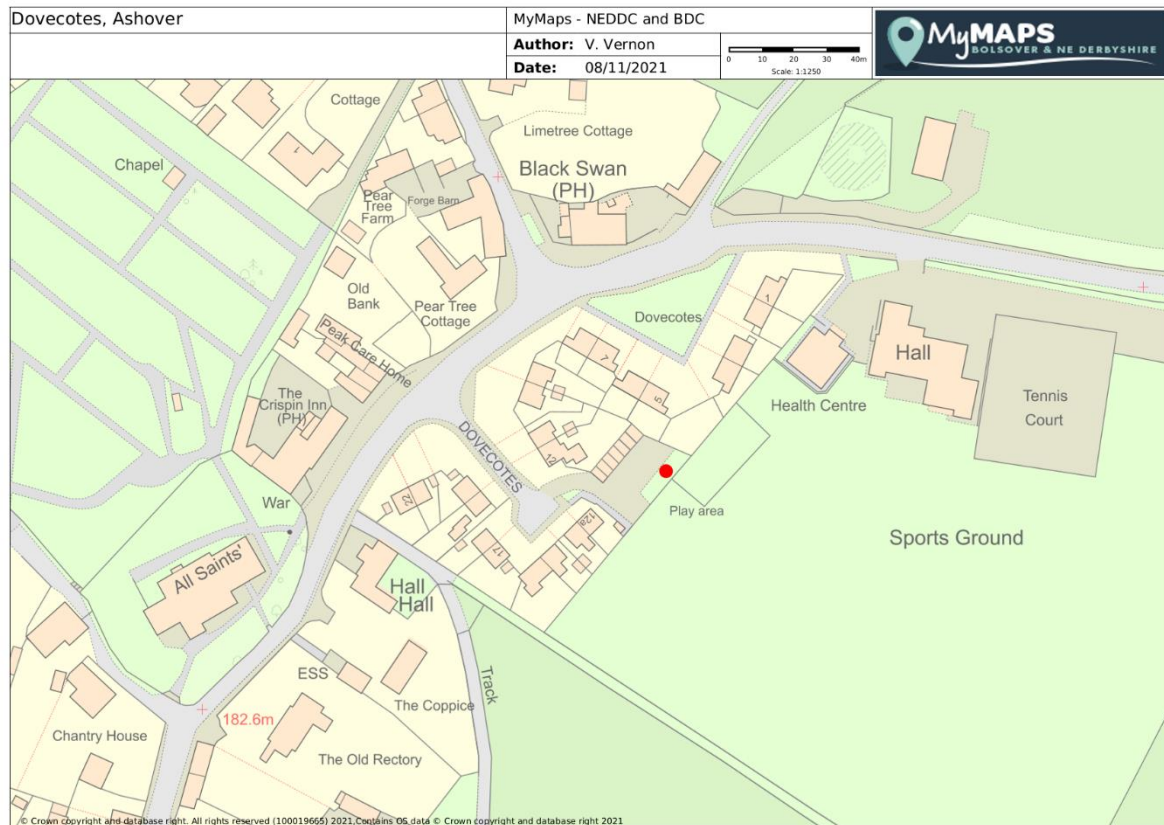 Dovecotes, Ashover
MyMaps - NEDDC and BDC
Author: V. Vernon
Date: 08/11/2021
0 10 20 30 40m
Scale: 1:1250
MyMAPS
BOLSOVER & NE DERBYSHIRE
Cottage
Limetree Cottage
1
Chapel
Black Swan
(PH)
Pear
Tree
Farm
Forge Barn
Old
Bank
Pear Tree
Cottage
Dovecotes
1
Peak Care Home
7
5
Hall
The
Crispin Inn
(PH)
Health Centre
Tennis
Court
DOVECOTES
12
22
War
Play area
12a
17
Sports Ground
All Saints'
Hall
Hall
ESS
Track
The Coppice
182.6m
Chantry House
The Old Rectory
© Crown copyright and database right. All rights reserved (100019665) 2021,Contains OS data © Crown copyright and database right 2021